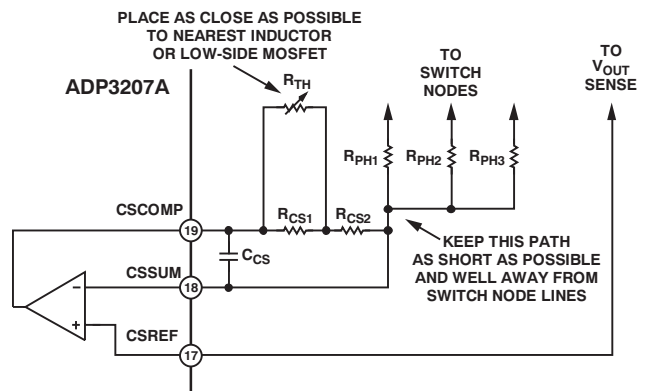 PLACE AS CLOSE AS POSSIBLE
TO NEAREST INDUCTOR
OR LOW-SIDE MOSFET
ADP3207A
RTH
TO
SWITCH
NODES
TO
VOUT
SENSE
RPH1
RPH2
RPH3
CSCOMP
19
RCS1
RCS2
CCS
KEEP THIS PATH
AS SHORT AS POSSIBLE
AND WELL AWAY FROM
SWITCH NODE LINES
CSSUM
18
–
+
CSREF
17